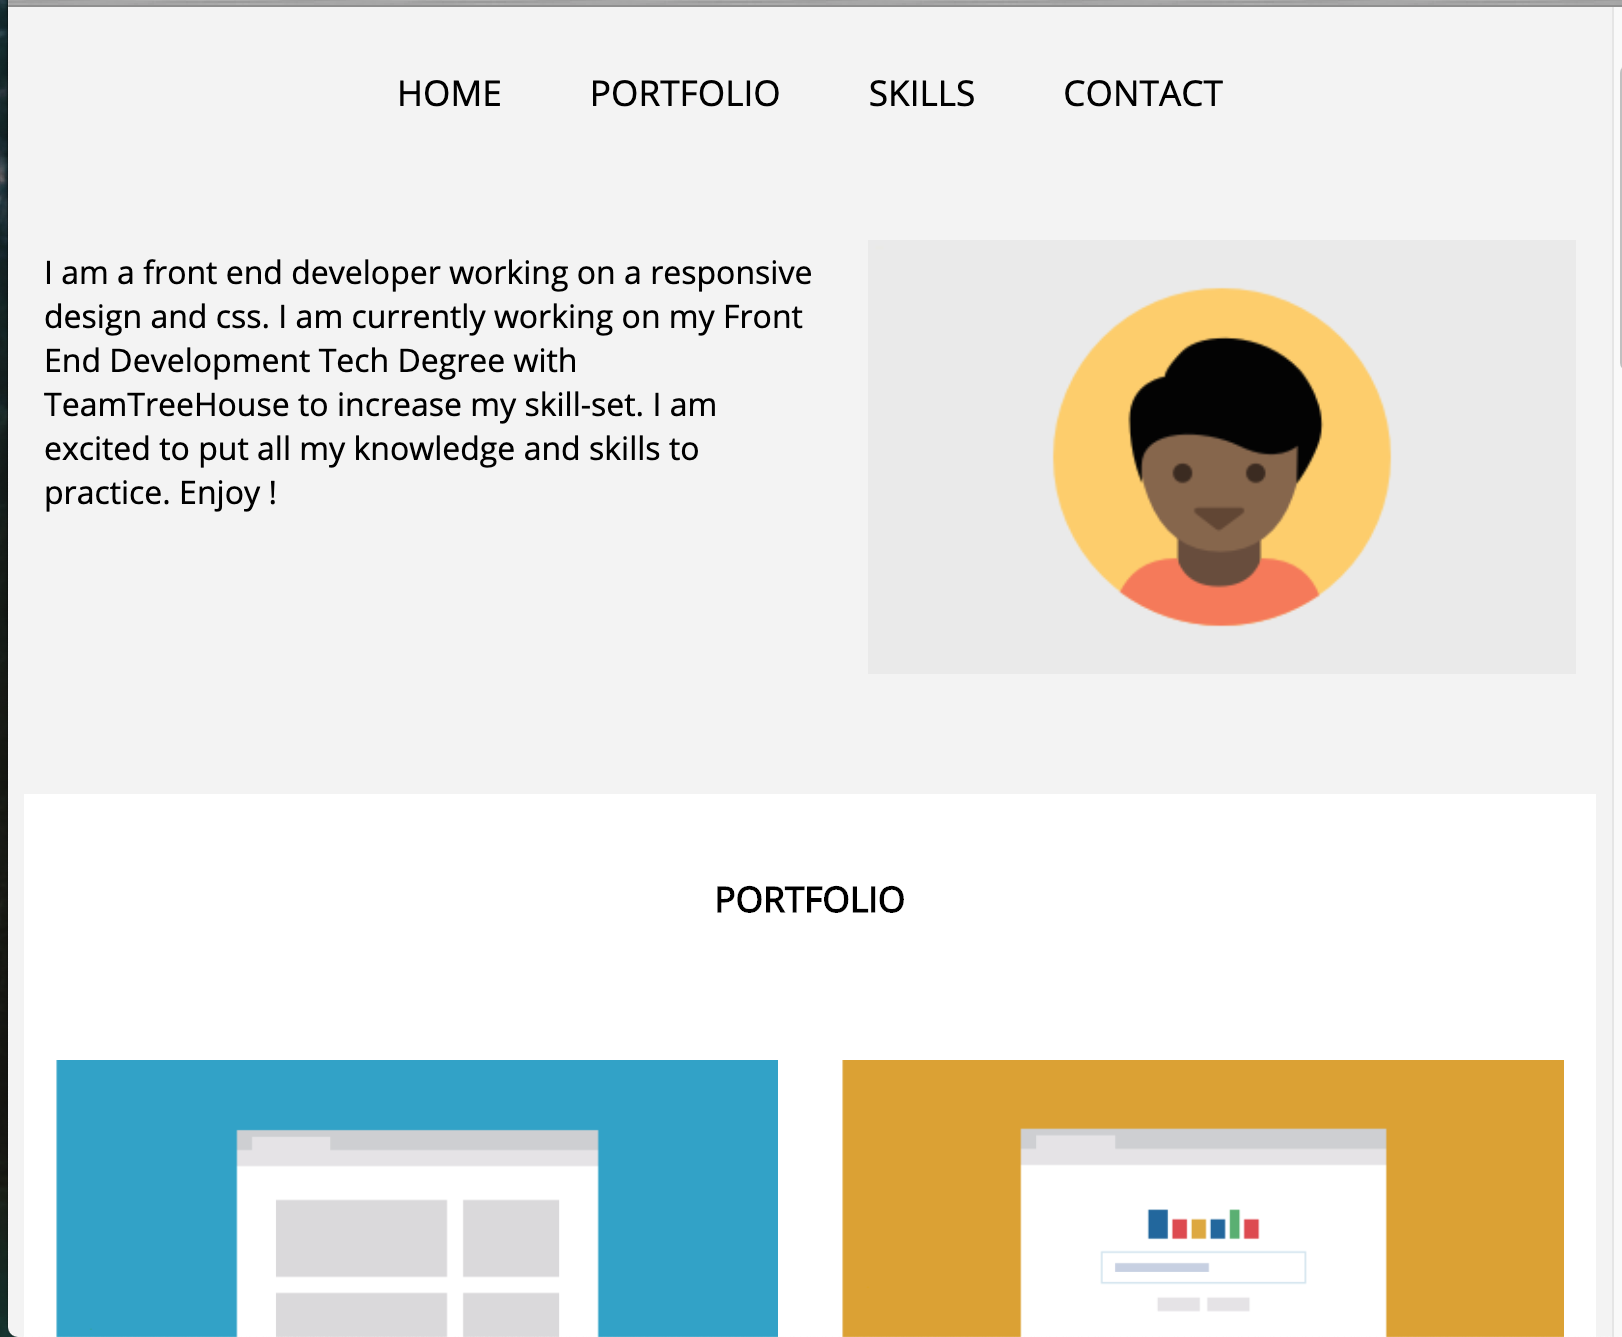 HOME PORTFOLIO SKILLS CONTACT
I am a front end developer working on a responsive
design and css. I am currently working on my Front
End Development Tech Degree with
TeamTreeHouse to increase my skill-set. I am
excited to put all my knowledge and skills to
practice. Enjoy !
PORTFOLIO